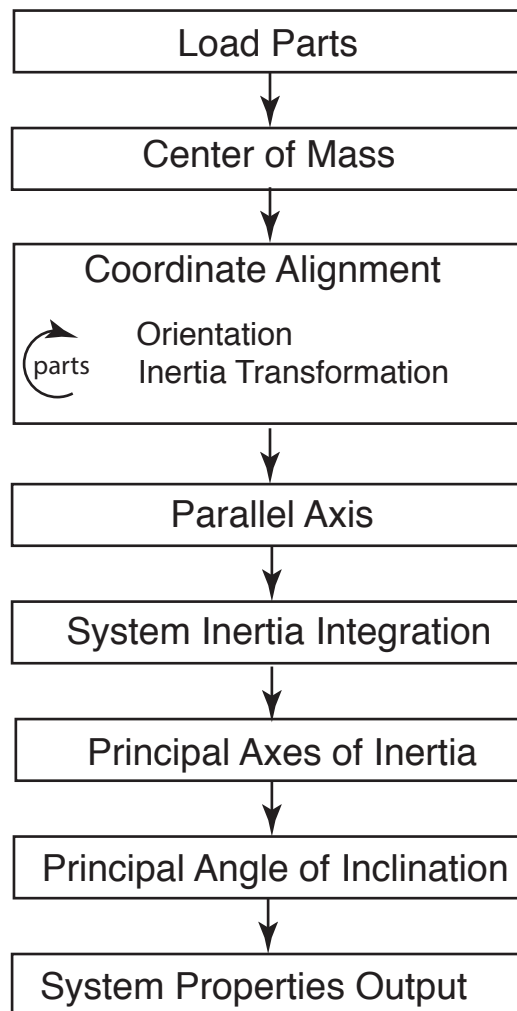 Load Parts
Center of Mass
Coordinate Alignment
Orientation
parts
Inertia Transformation
Parallel Axis
System Inertia Integration
Principal Axes of Inertia
Principal Angle of Inclination
System Properties Output